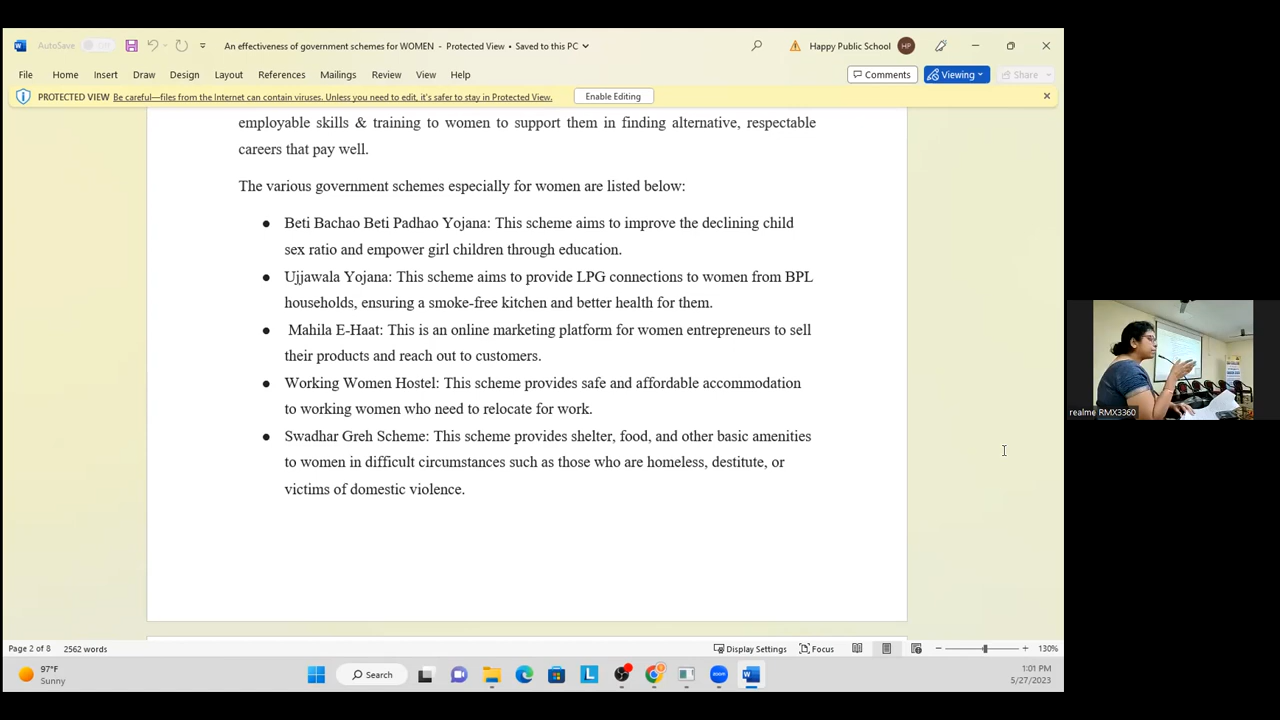 AutoSave Off
An effectiveness of government schemes for WOMEN - Protected View • Saved to this PC
Happy Public School HP
File Home Insert Draw Design Layout References Mailings Review View Help
Comments Viewing Share
PROTECTED VIEW Be careful—files from the Internet can contain viruses. Unless you need to edit, it's safer to stay in Protected View. Enable Editing
employable skills & training to women to support them in finding alternative, respectable
careers that pay well.
The various government schemes especially for women are listed below:
● Beti Bachao Beti Padhao Yojana: This scheme aims to improve the declining child
sex ratio and empower girl children through education.
● Ujjawala Yojana: This scheme aims to provide LPG connections to women from BPL
households, ensuring a smoke-free kitchen and better health for them.
● Mahila E-Haat: This is an online marketing platform for women entrepreneurs to sell
their products and reach out to customers.
● Working Women Hostel: This scheme provides safe and affordable accommodation
to working women who need to relocate for work.
● Swadhar Greh Scheme: This scheme provides shelter, food, and other basic amenities
to women in difficult circumstances such as those who are homeless, destitute, or
victims of domestic violence.
realme RMX3360
Page 2 of 8 2562 words
Display Settings Focus 130%
97°F
Sunny
Search
zoom
1:01 PM
5/27/2023